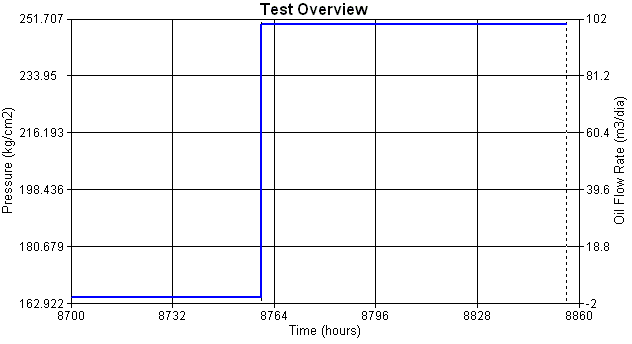 Test Overview
251.707
102
233.95
81.2
216.193
60.4
198.436
39.6
180.679
18.8
162.922
-2
8700 8732 8764 8796 8828 8860
Time (hours)
Pressure (kg/cm2)
Oil Flow Rate (m3/dia)